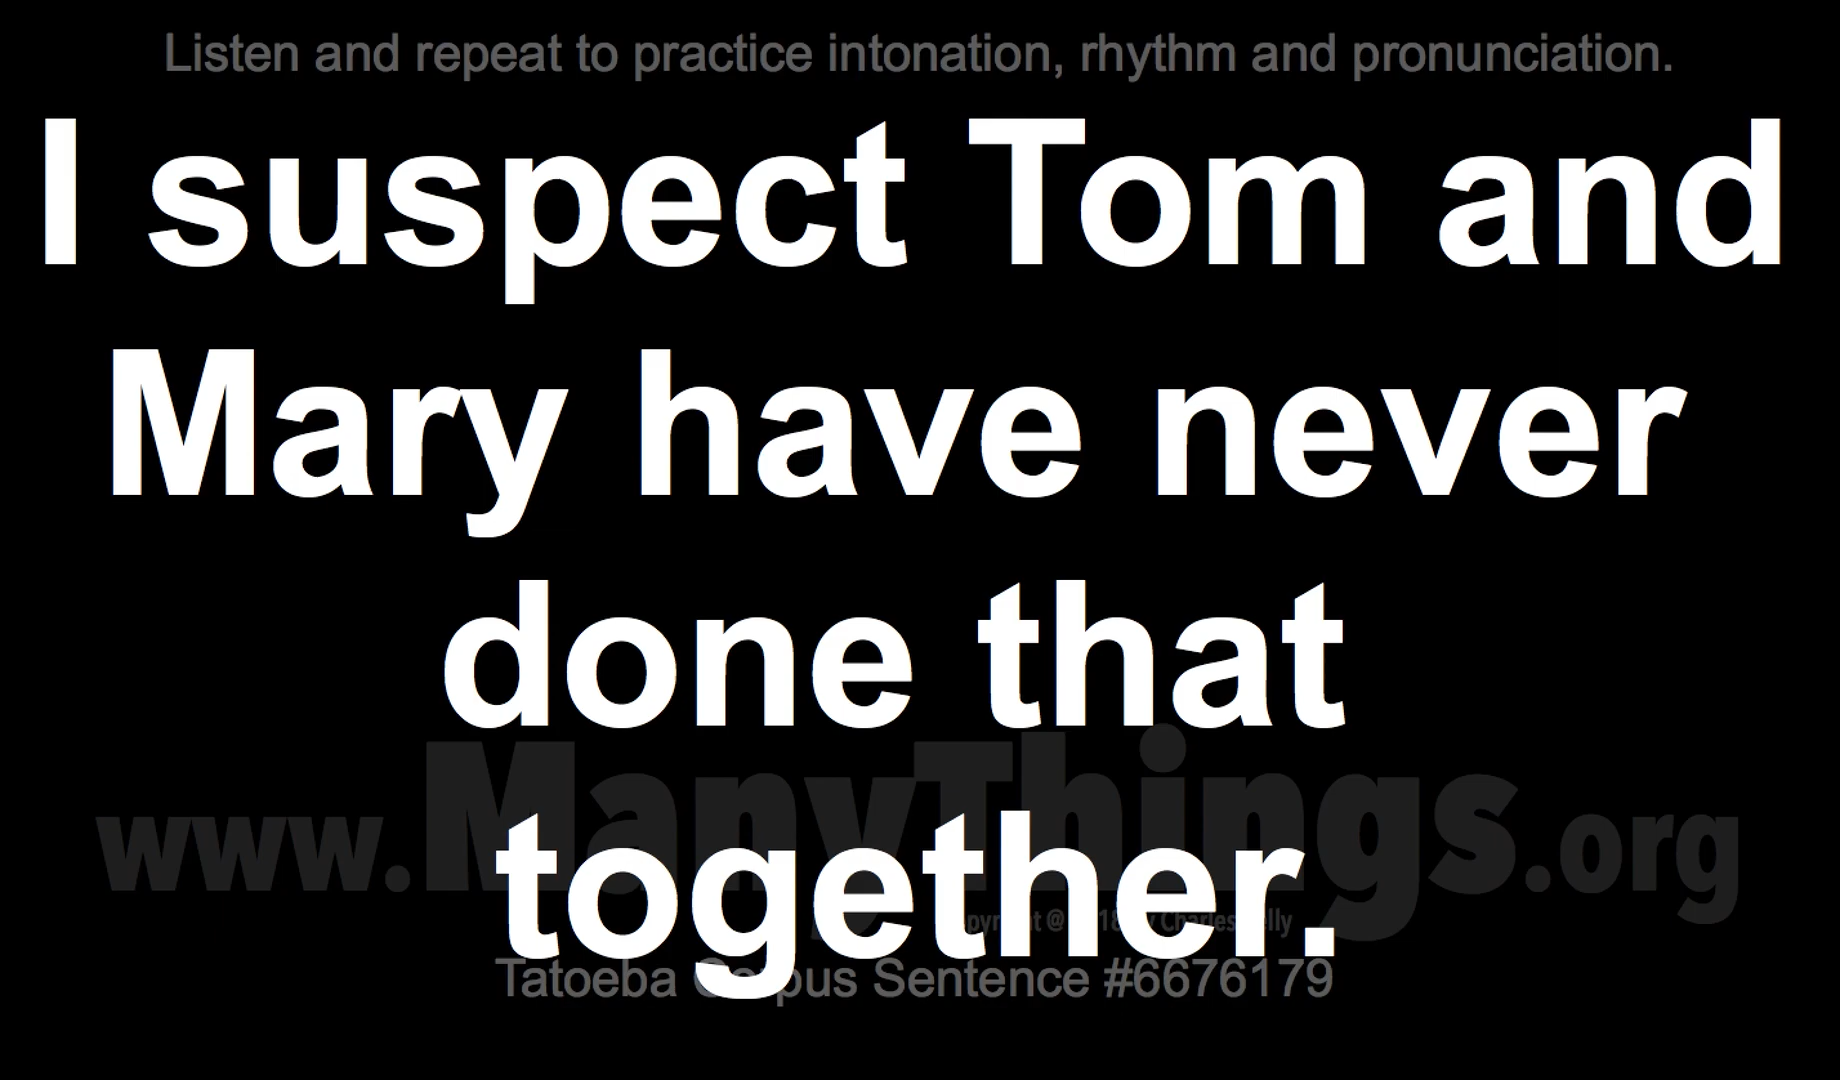 Listen and repeat to practice intonation, rhythm and pronunciation.
I suspect Tom and
Mary have never
done that
www.ManyThings.org
together.
Tatoeba Corpus Sentence #6676179